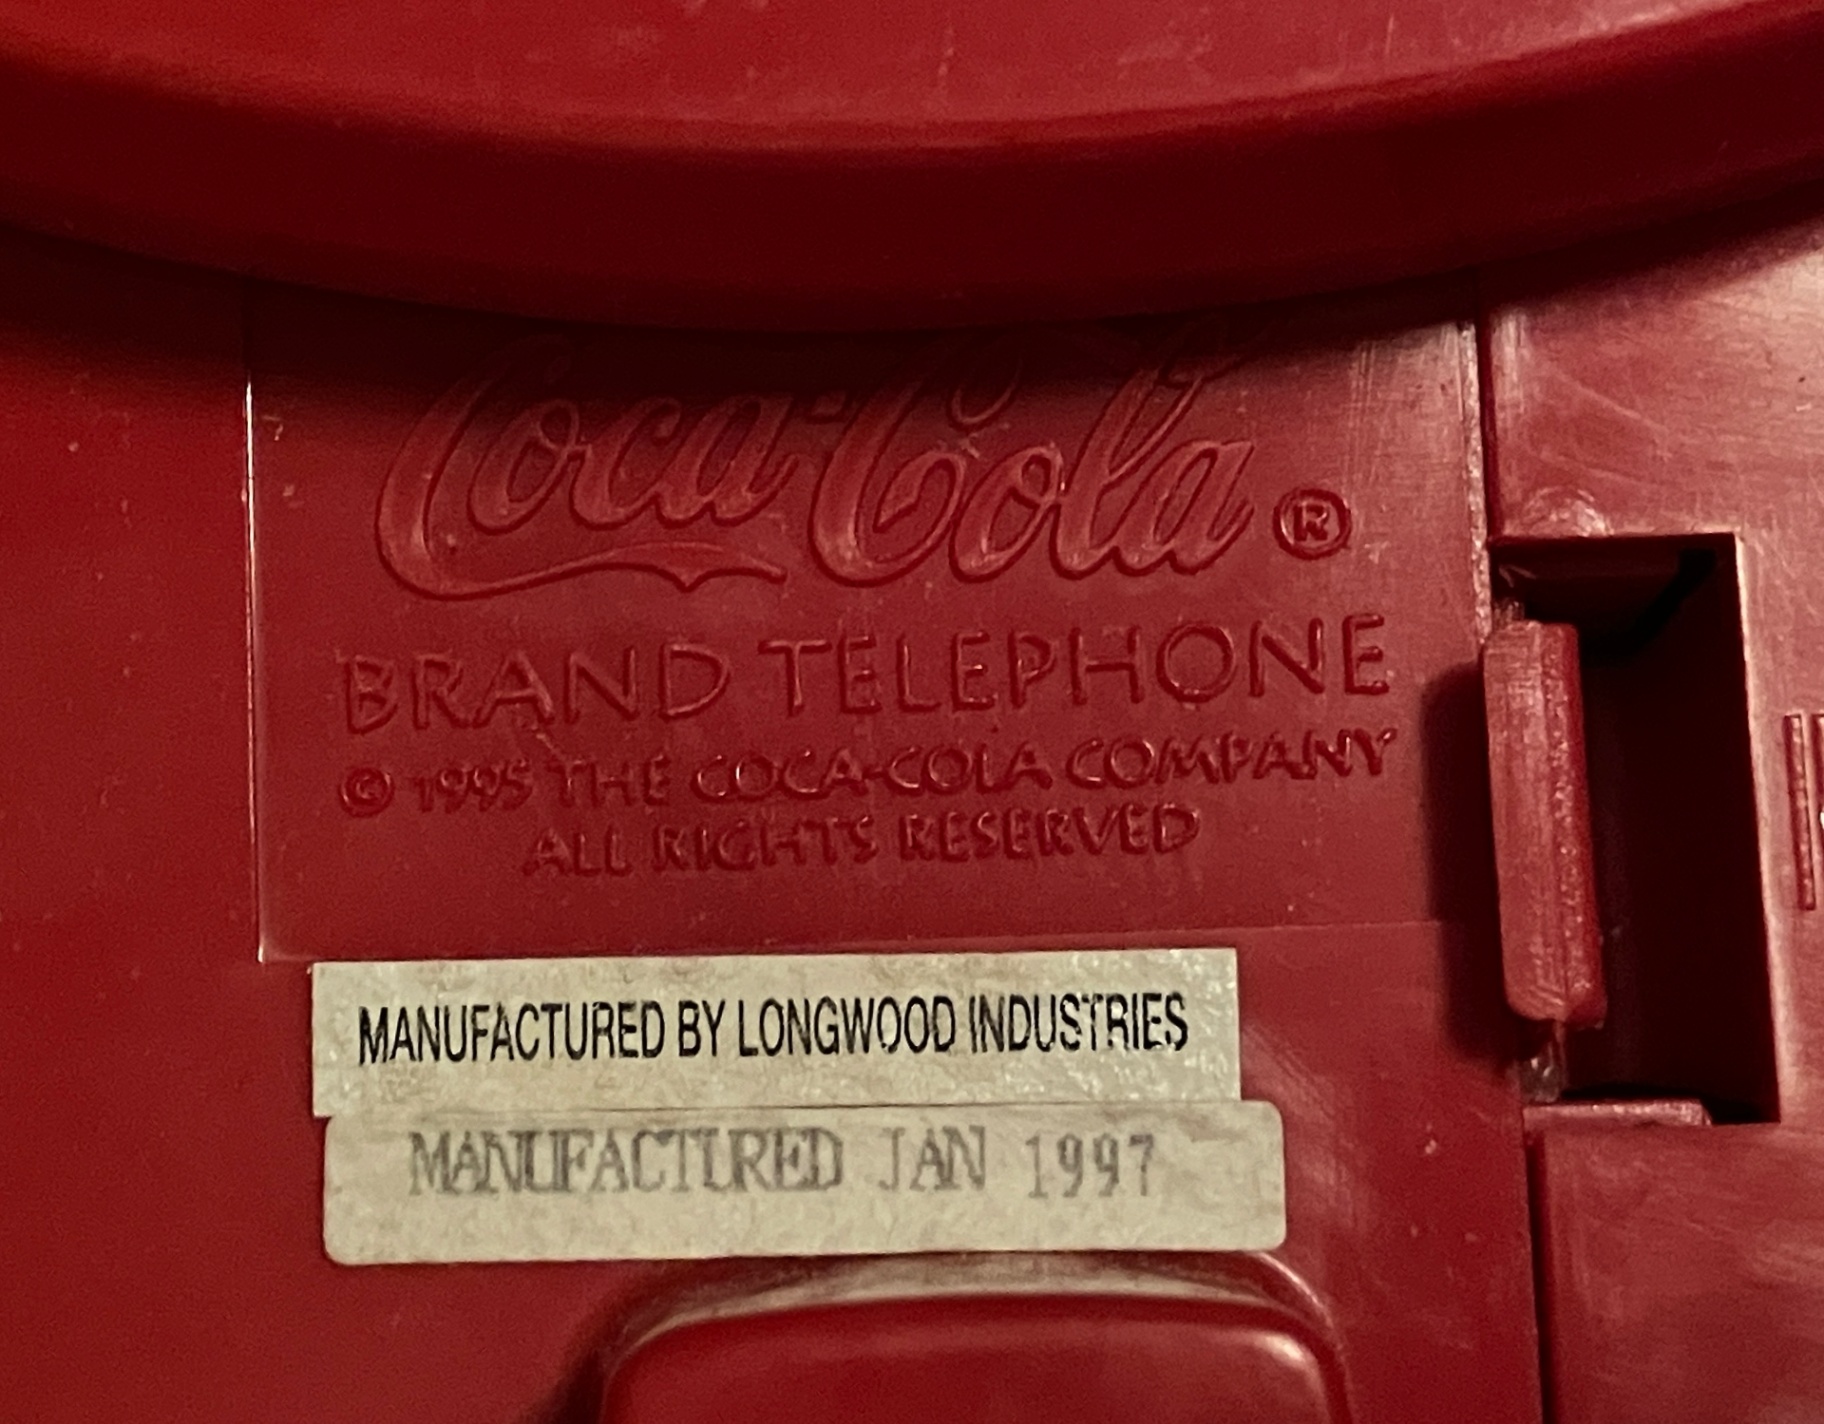 Coca-Cola ®
BRAND TELEPHONE
© 1995 THE COCA-COLA COMPANY
ALL RIGHTS RESERVED
MANUFACTURED BY LONGWOOD INDUSTRIES
MANUFACTURED JAN 1997